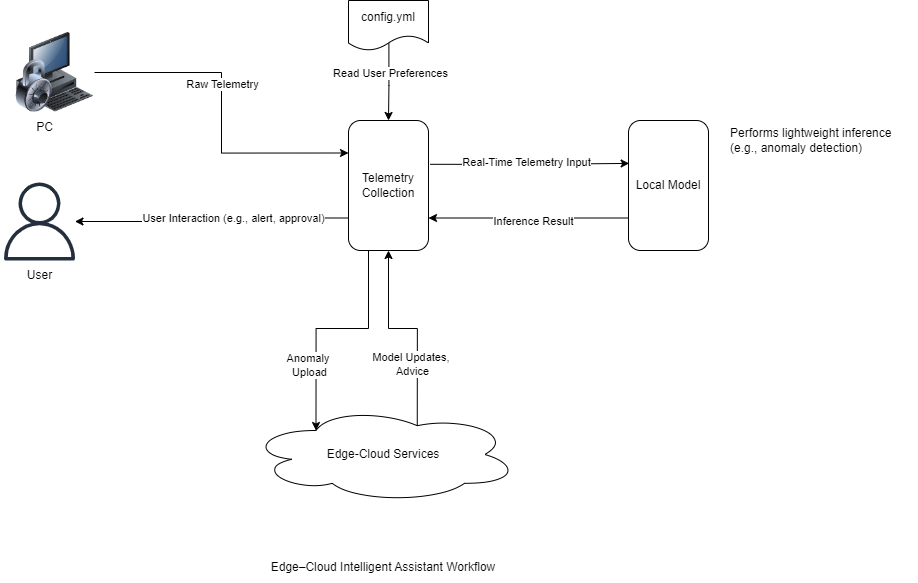 config.yml
Read User Preferences
Raw Telemetry
PC
Telemetry
Collection
Real-Time Telemetry Input
Local Model
Performs lightweight inference
(e.g., anomaly detection)
User Interaction (e.g., alert, approval)
Inference Result
User
Anomaly
Upload
Model Updates,
Advice
Edge-Cloud Services
Edge–Cloud Intelligent Assistant Workflow